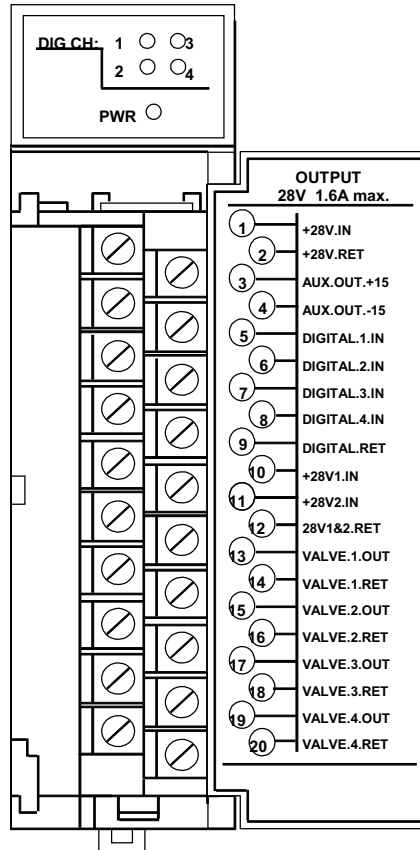 DIG.CH: 1 3
2 4
PWR
OUTPUT
28V 1.6A max.
1 +28V.IN
2 +28V.RET
3 AUX.OUT.+15
4 AUX.OUT.-15
5 DIGITAL.1.IN
6 DIGITAL.2.IN
7 DIGITAL.3.IN
8 DIGITAL.4.IN
9 DIGITAL.RET
10 +28V1.IN
11 +28V2.IN
12 28V1&2.RET
13 VALVE.1.OUT
14 VALVE.1.RET
15 VALVE.2.OUT
16 VALVE.2.RET
17 VALVE.3.OUT
18 VALVE.3.RET
19 VALVE.4.OUT
20 VALVE.4.RET